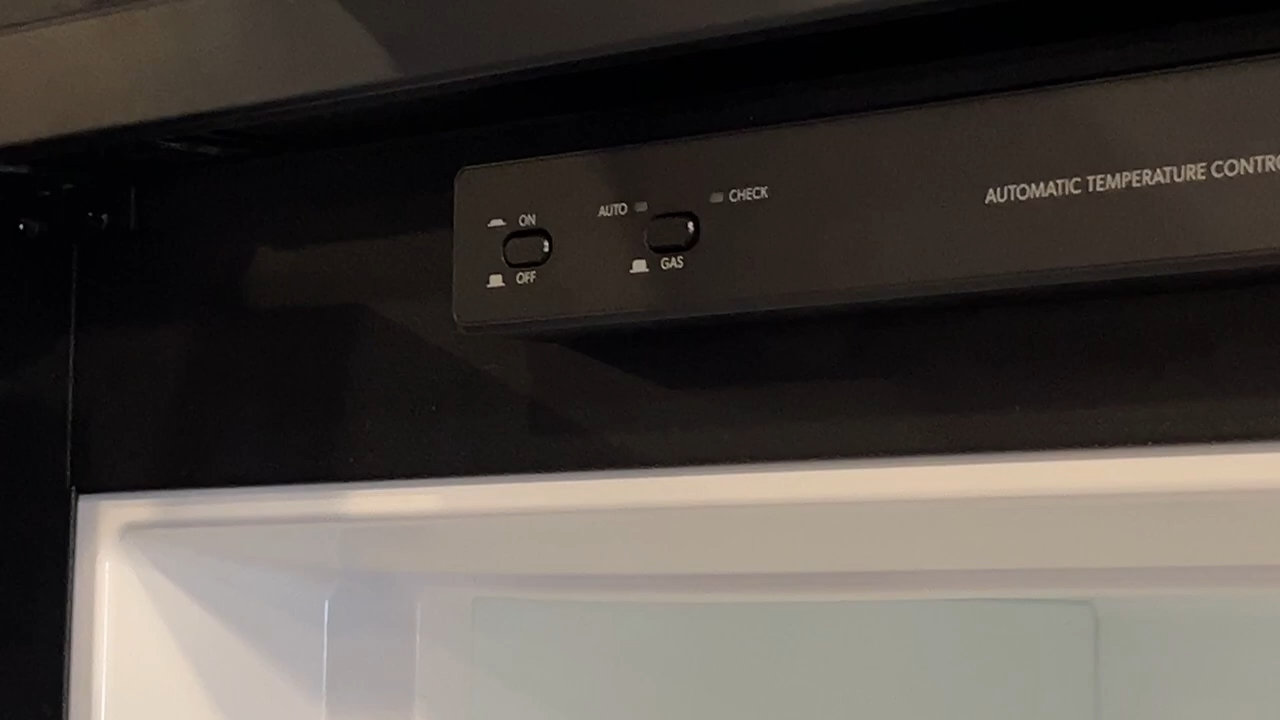 ON
OFF
AUTO
GAS
CHECK
AUTOMATIC TEMPERATURE CONTRO